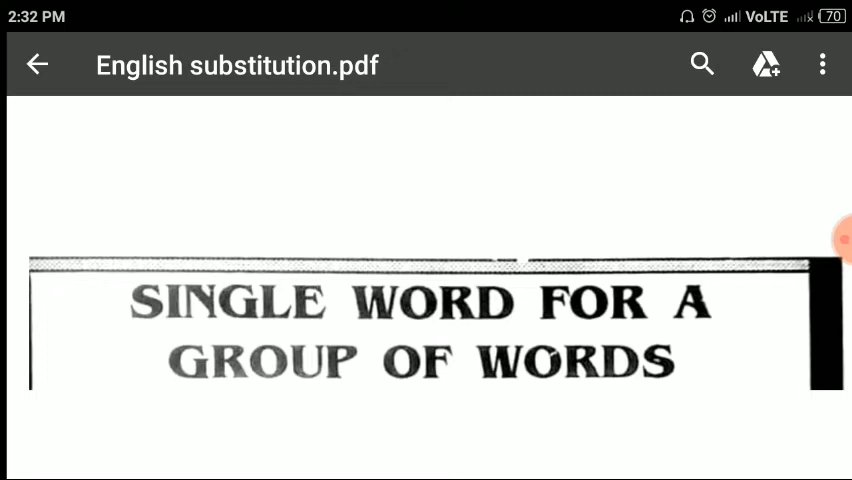 2:32 PM VoLTE 70
English substitution.pdf
SINGLE WORD FOR A
GROUP OF WORDS